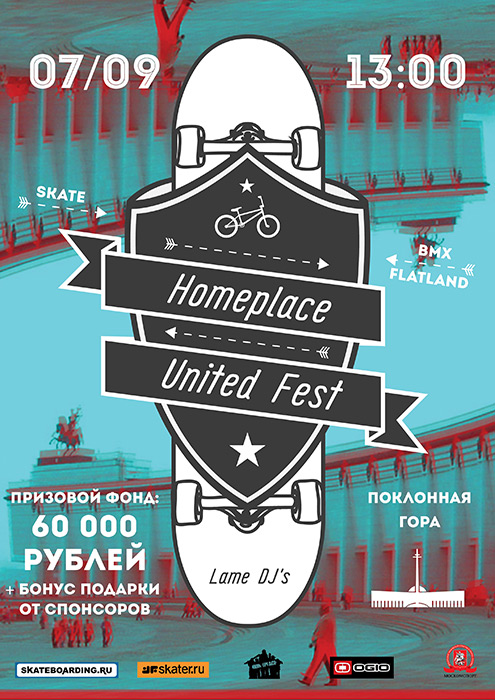 07/09
13:00
SKATE
BMX
FLATLAND
Homeplace
United Fest
ПРИЗОВОЙ ФОНД:
60 000
РУБЛЕЙ
+ БОНУС ПОДАРКИ
ОТ СПОНСОРОВ
ПОКЛОННАЯ
ГОРА
Lame DJ's
SKATEBOARDING.RU
skater.ru
OGIO
МОСКОМСПОРТ